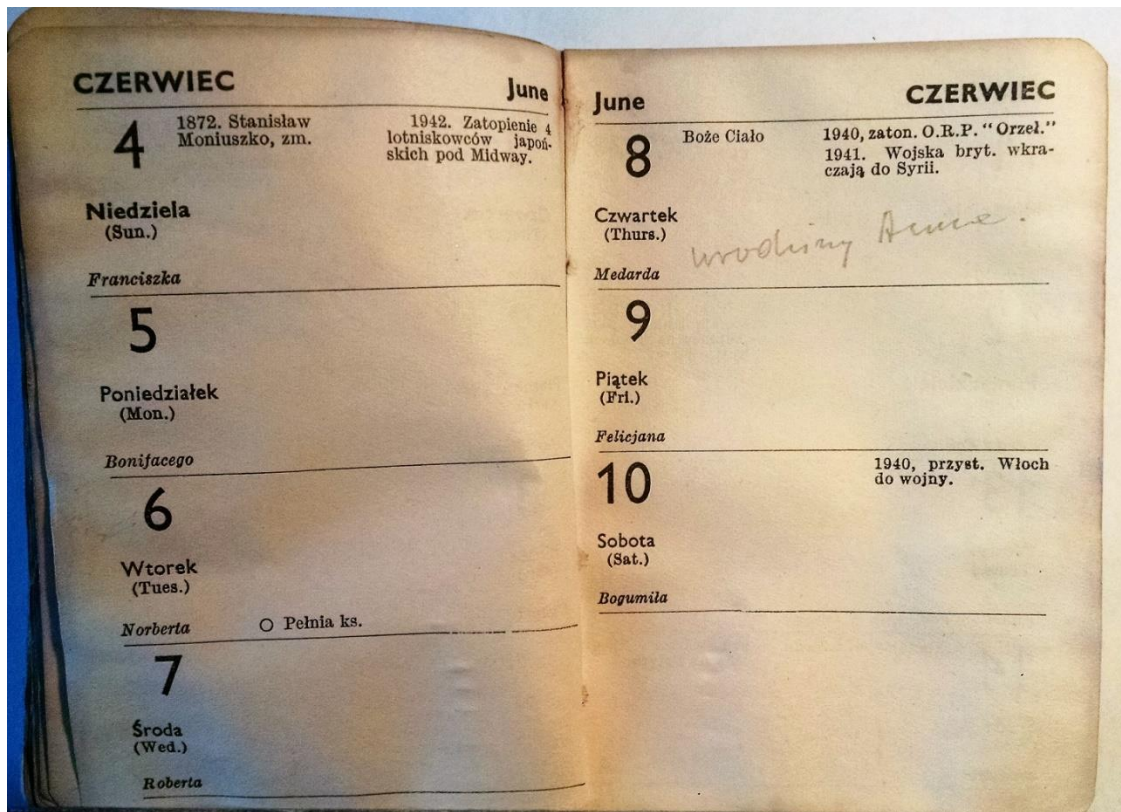 CZERWIEC June
4
1872. Stanisław
Moniuszko, zm.
1942. Zatopienie 4
lotniskowców japoń-
skich pod Midway.
Niedziela
(Sun.)
Franciszka
5
Poniedziałek
(Mon.)
Bonifacego
6
Wtorek
(Tues.)
Norberta
Pełnia ks.
7
Środa
(Wed.)
Roberta
June CZERWIEC
8
Boże Ciało
1940, zaton. O.R.P. "Orzeł."
1941. Wojska bryt. wkra-
czają do Syrii.
Czwartek
(Thurs.)
urodziny
Medarda
9
Piątek
(Fri.)
Felicjana
10
1940, przyst. Włoch
do wojny.
Sobota
(Sat.)
Bogumiła